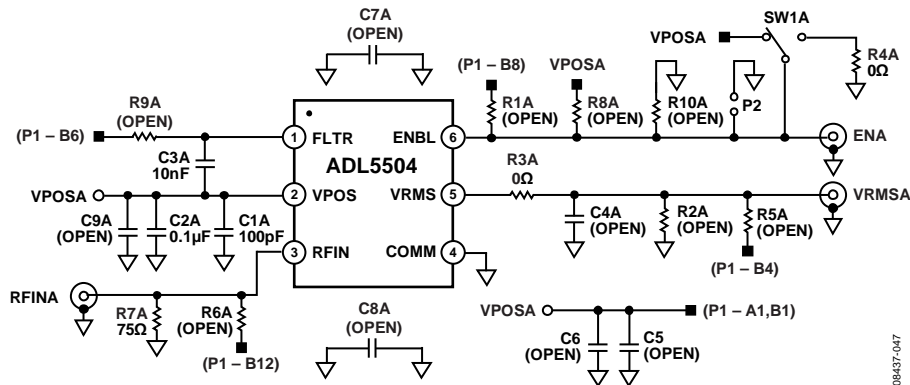 C7A
(OPEN)
VPOSA
SW1A
R4A
0Ω
(P1 – B8)
VPOSA
R9A
(OPEN)
R1A
(OPEN)
R8A
(OPEN)
R10A
(OPEN)
P2
(P1 – B6)
1
FLTR
ENBL
6
ENA
C3A
10nF
ADL5504
R3A
0Ω
VPOSA
2
VPOS
VRMS
5
VRMSA
C9A
(OPEN)
C2A
0.1µF
C1A
100pF
C4A
(OPEN)
R2A
(OPEN)
R5A
(OPEN)
3
RFIN
COMM
4
(P1 – B4)
RFINA
R7A
75Ω
R6A
(OPEN)
(P1 – B12)
C8A
(OPEN)
VPOSA
(P1 – A1,B1)
C6
(OPEN)
C5
(OPEN)
08437-047